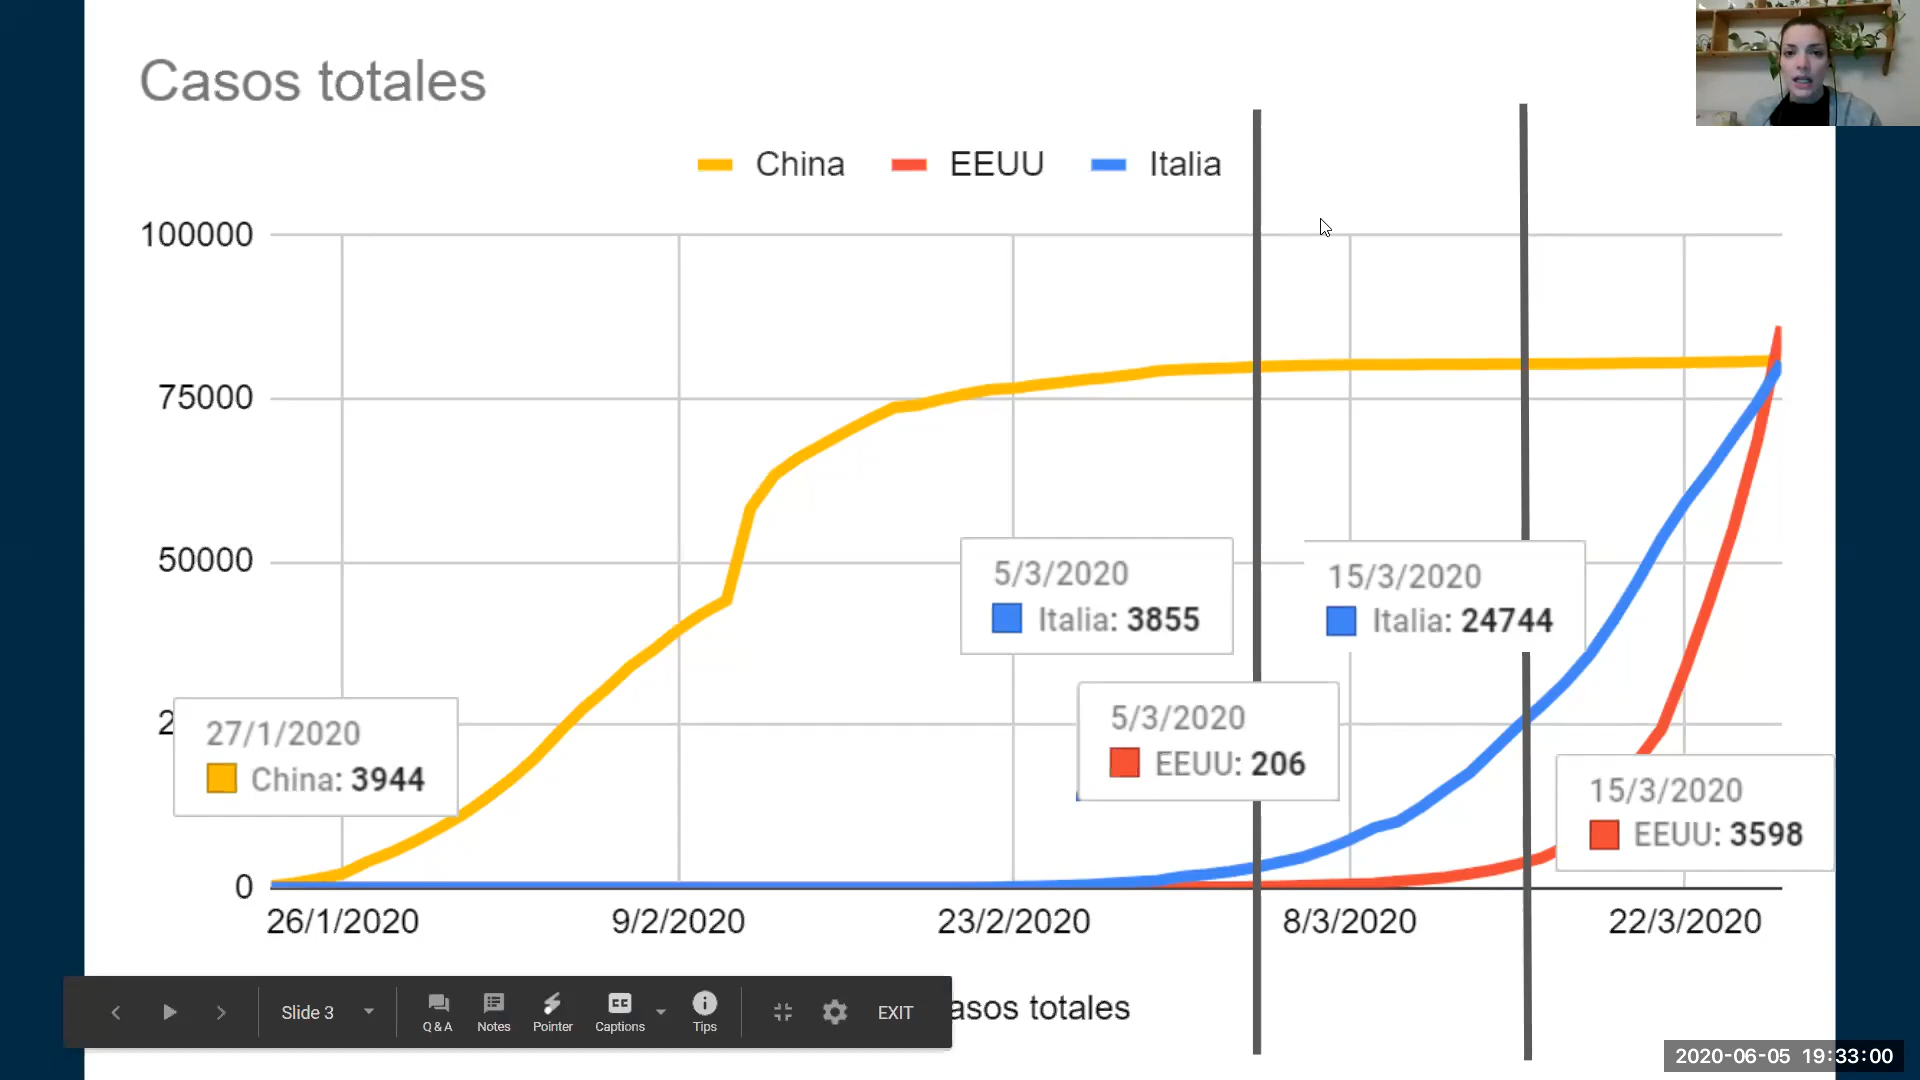 Casos totales
China EEUU Italia
100000
75000
50000
5/3/2020
Italia: 3855
15/3/2020
Italia: 24744
2
27/1/2020
China: 3944
5/3/2020
EEUU: 206
15/3/2020
EEUU: 3598
0
26/1/2020 9/2/2020 23/2/2020 8/3/2020 22/3/2020
asos totales
Slide 3 Q & A Notes Pointer CC Captions Tips EXIT
2020-06-05 19:33:00